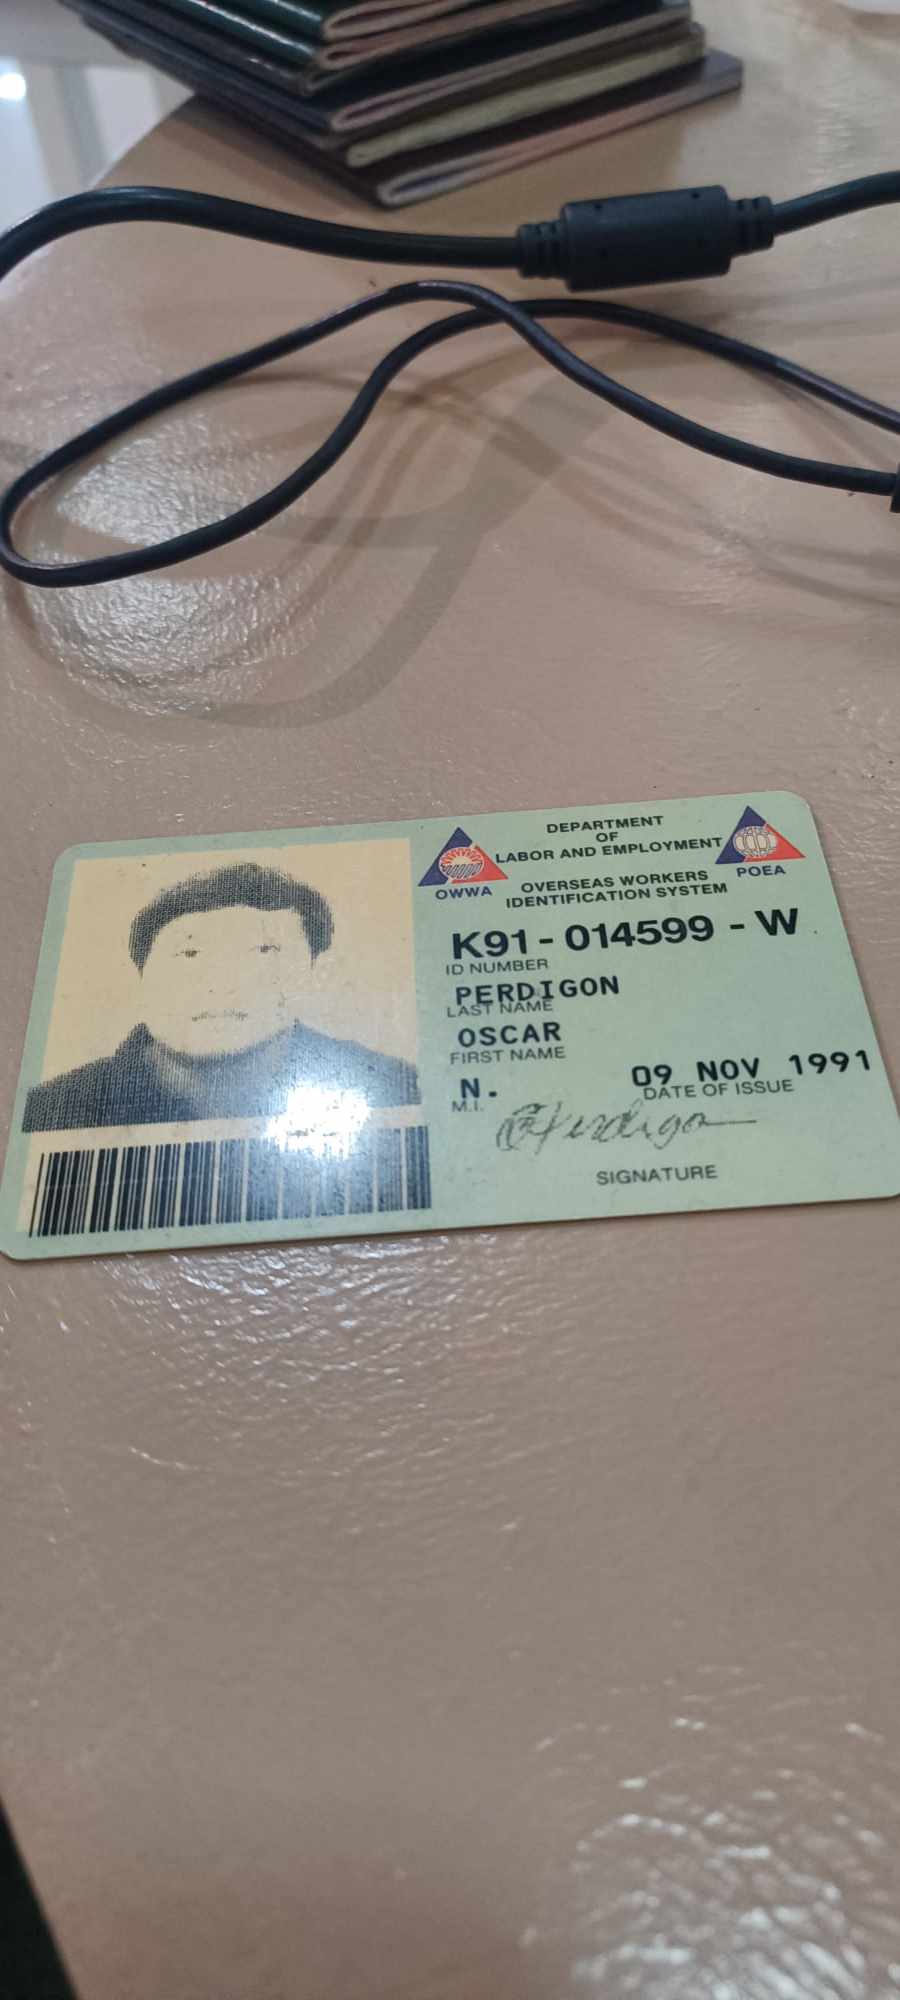 DEPARTMENT
OF
LABOR AND EMPLOYMENT
OWWA
POEA
OVERSEAS WORKERS
IDENTIFICATION SYSTEM
K91 - 014599 - W
ID NUMBER
PERDIGON
LAST NAME
OSCAR
FIRST NAME
N. 09 NOV 1991
M.I. DATE OF ISSUE
SIGNATURE